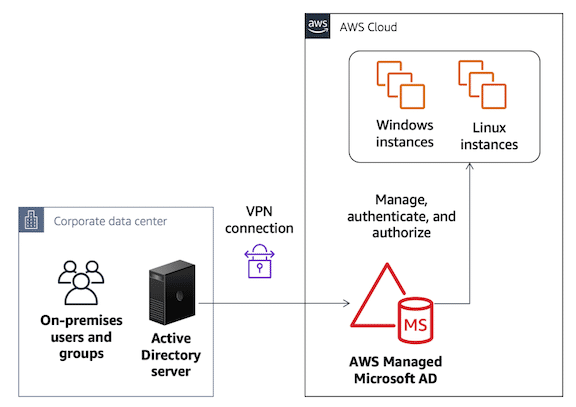 aws
AWS Cloud
Windows
instances
Linux
instances
Manage,
authenticate, and
authorize
VPN
connection
Corporate data center
On-premises
users and
groups
Active
Directory
server
MS
AWS Managed
Microsoft AD